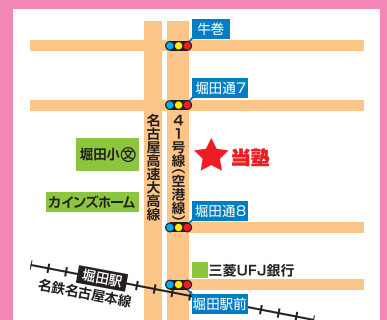 牛巻
堀田通7
名古屋高速大高線
41号線(空港線)
堀田小㊫
当塾
カインズホーム
堀田通8
三菱UFJ銀行
堀田駅
名鉄名古屋本線
堀田駅前